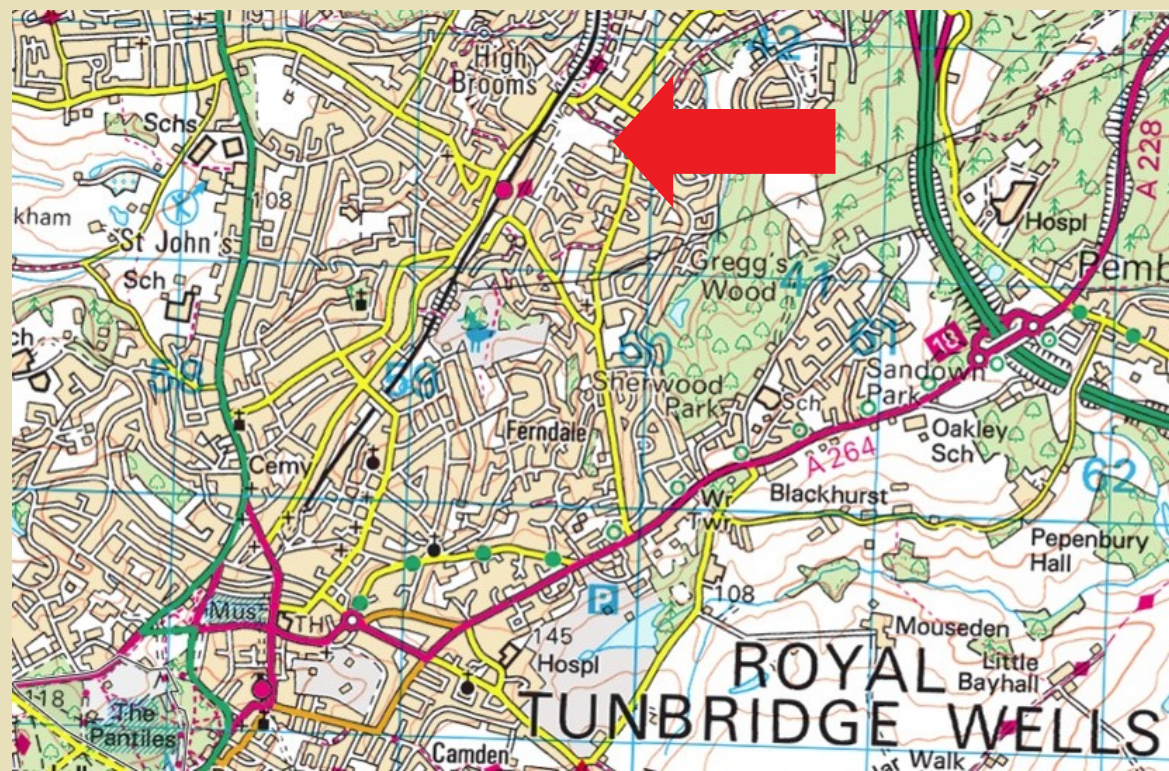 119
High
Brooms
42
Schs
108
kham
St John's
Sch
A 228
Hospl
Pemb
Gregg's
Wood
41
58
59
60
61
18
Sherwood
Park
Sandown
Park
Sch
Ferndale
A 264
Oakley
Sch
62
Cemy
Wr
Twr
Blackhurst
Pepenbury
Hall
Mus
TH
P
108
145
Hospl
Mouseden
Little
Bayhall
ROYAL
TUNBRIDGE WELLS
118
The
Pantiles
Camden
Walk